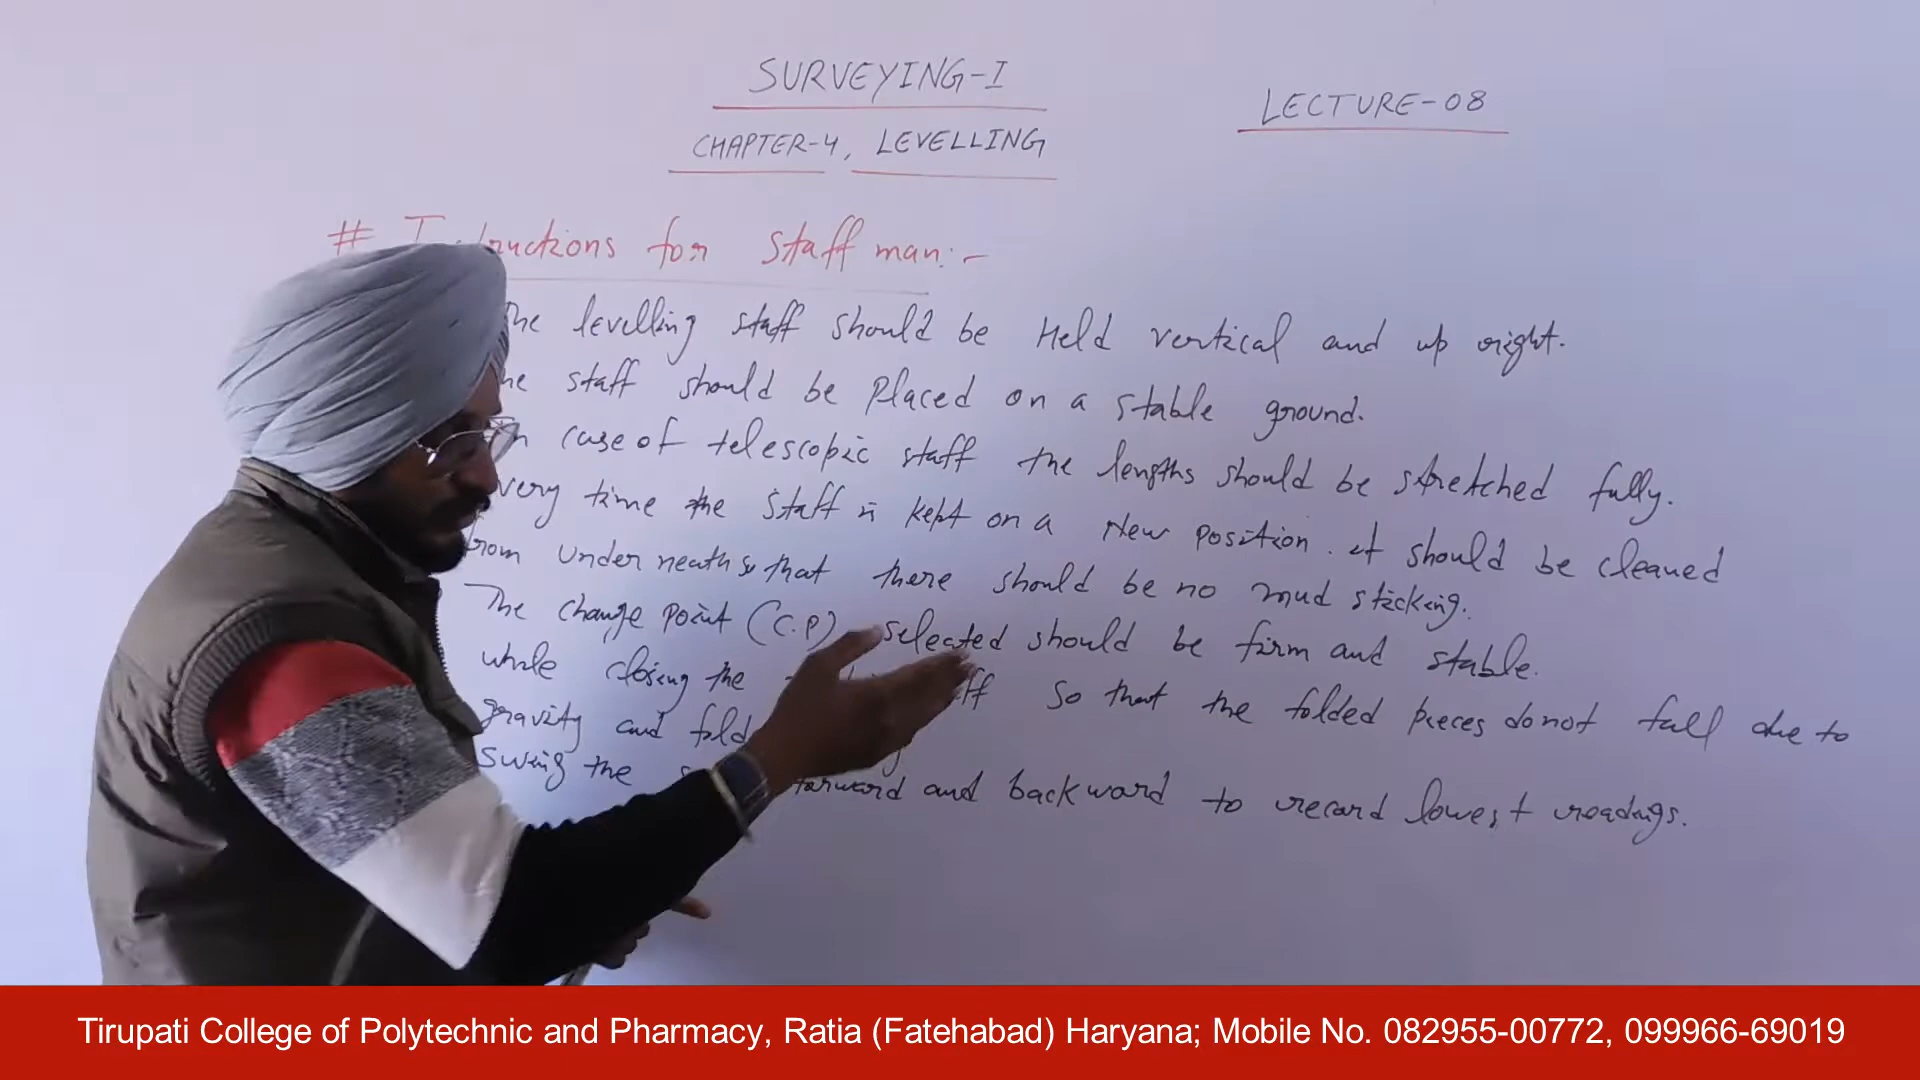 SURVEYING-I
LECTURE-08
CHAPTER-4, LEVELLING
# Instructions for Staff man:-
The levelling staff should be Held vertical and up right.
The staff should be Placed on a stable ground.
In case of telescopic staff the lengths should be stretched fully.
Every time the Staff is kept on a New Position. it should be cleaned
from under neath so that there should be no mud sticking.
The change Point (C.P) selected should be firm and stable.
while closing the so that the folded pieces do not fall due to
gravity and
Swing the forward and backward to record lowest readings.
Tirupati College of Polytechnic and Pharmacy, Ratia (Fatehabad) Haryana; Mobile No. 082955-00772, 099966-69019